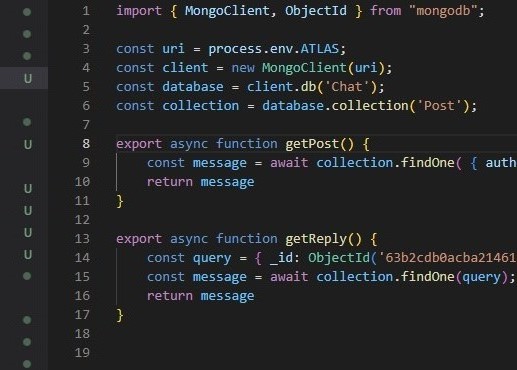 U
U
U
U
U
U
1 import { MongoClient, ObjectId } from "mongodb";
2
3 const uri = process.env.ATLAS;
4 const client = new MongoClient(uri);
5 const database = client.db('Chat');
6 const collection = database.collection('Post');
7
8 export async function getPost() {
9 const message = await collection.findOne( { auth
10 return message
11 }
12
13 export async function getReply() {
14 const query = { _id: ObjectId('63b2cdb0acba21461
15 const message = await collection.findOne(query);
16 return message
17 }
18
19